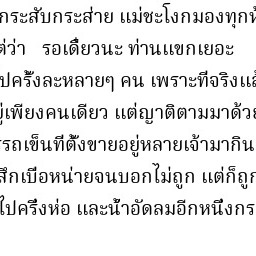 กระสับกระส่าย แม่ชะโงกมองทุกห้
ต่ว่า รอเดี๋ยวนะ ท่านแขกเยอะ
ปครั้งละหลายๆ คน เพราะที่จริงแล้
ยู่เพียงคนเดียว แต่ญาติตามมาด้วย
รถเข็นที่ตั้งขายอยู่หลายเจ้ามากิน
สึกเบื่อหน่ายจนบอกไม่ถูก แต่ก็ถูก
ไปครึ่งห่อ และน้ำอัดลมอีกหนึ่งกร